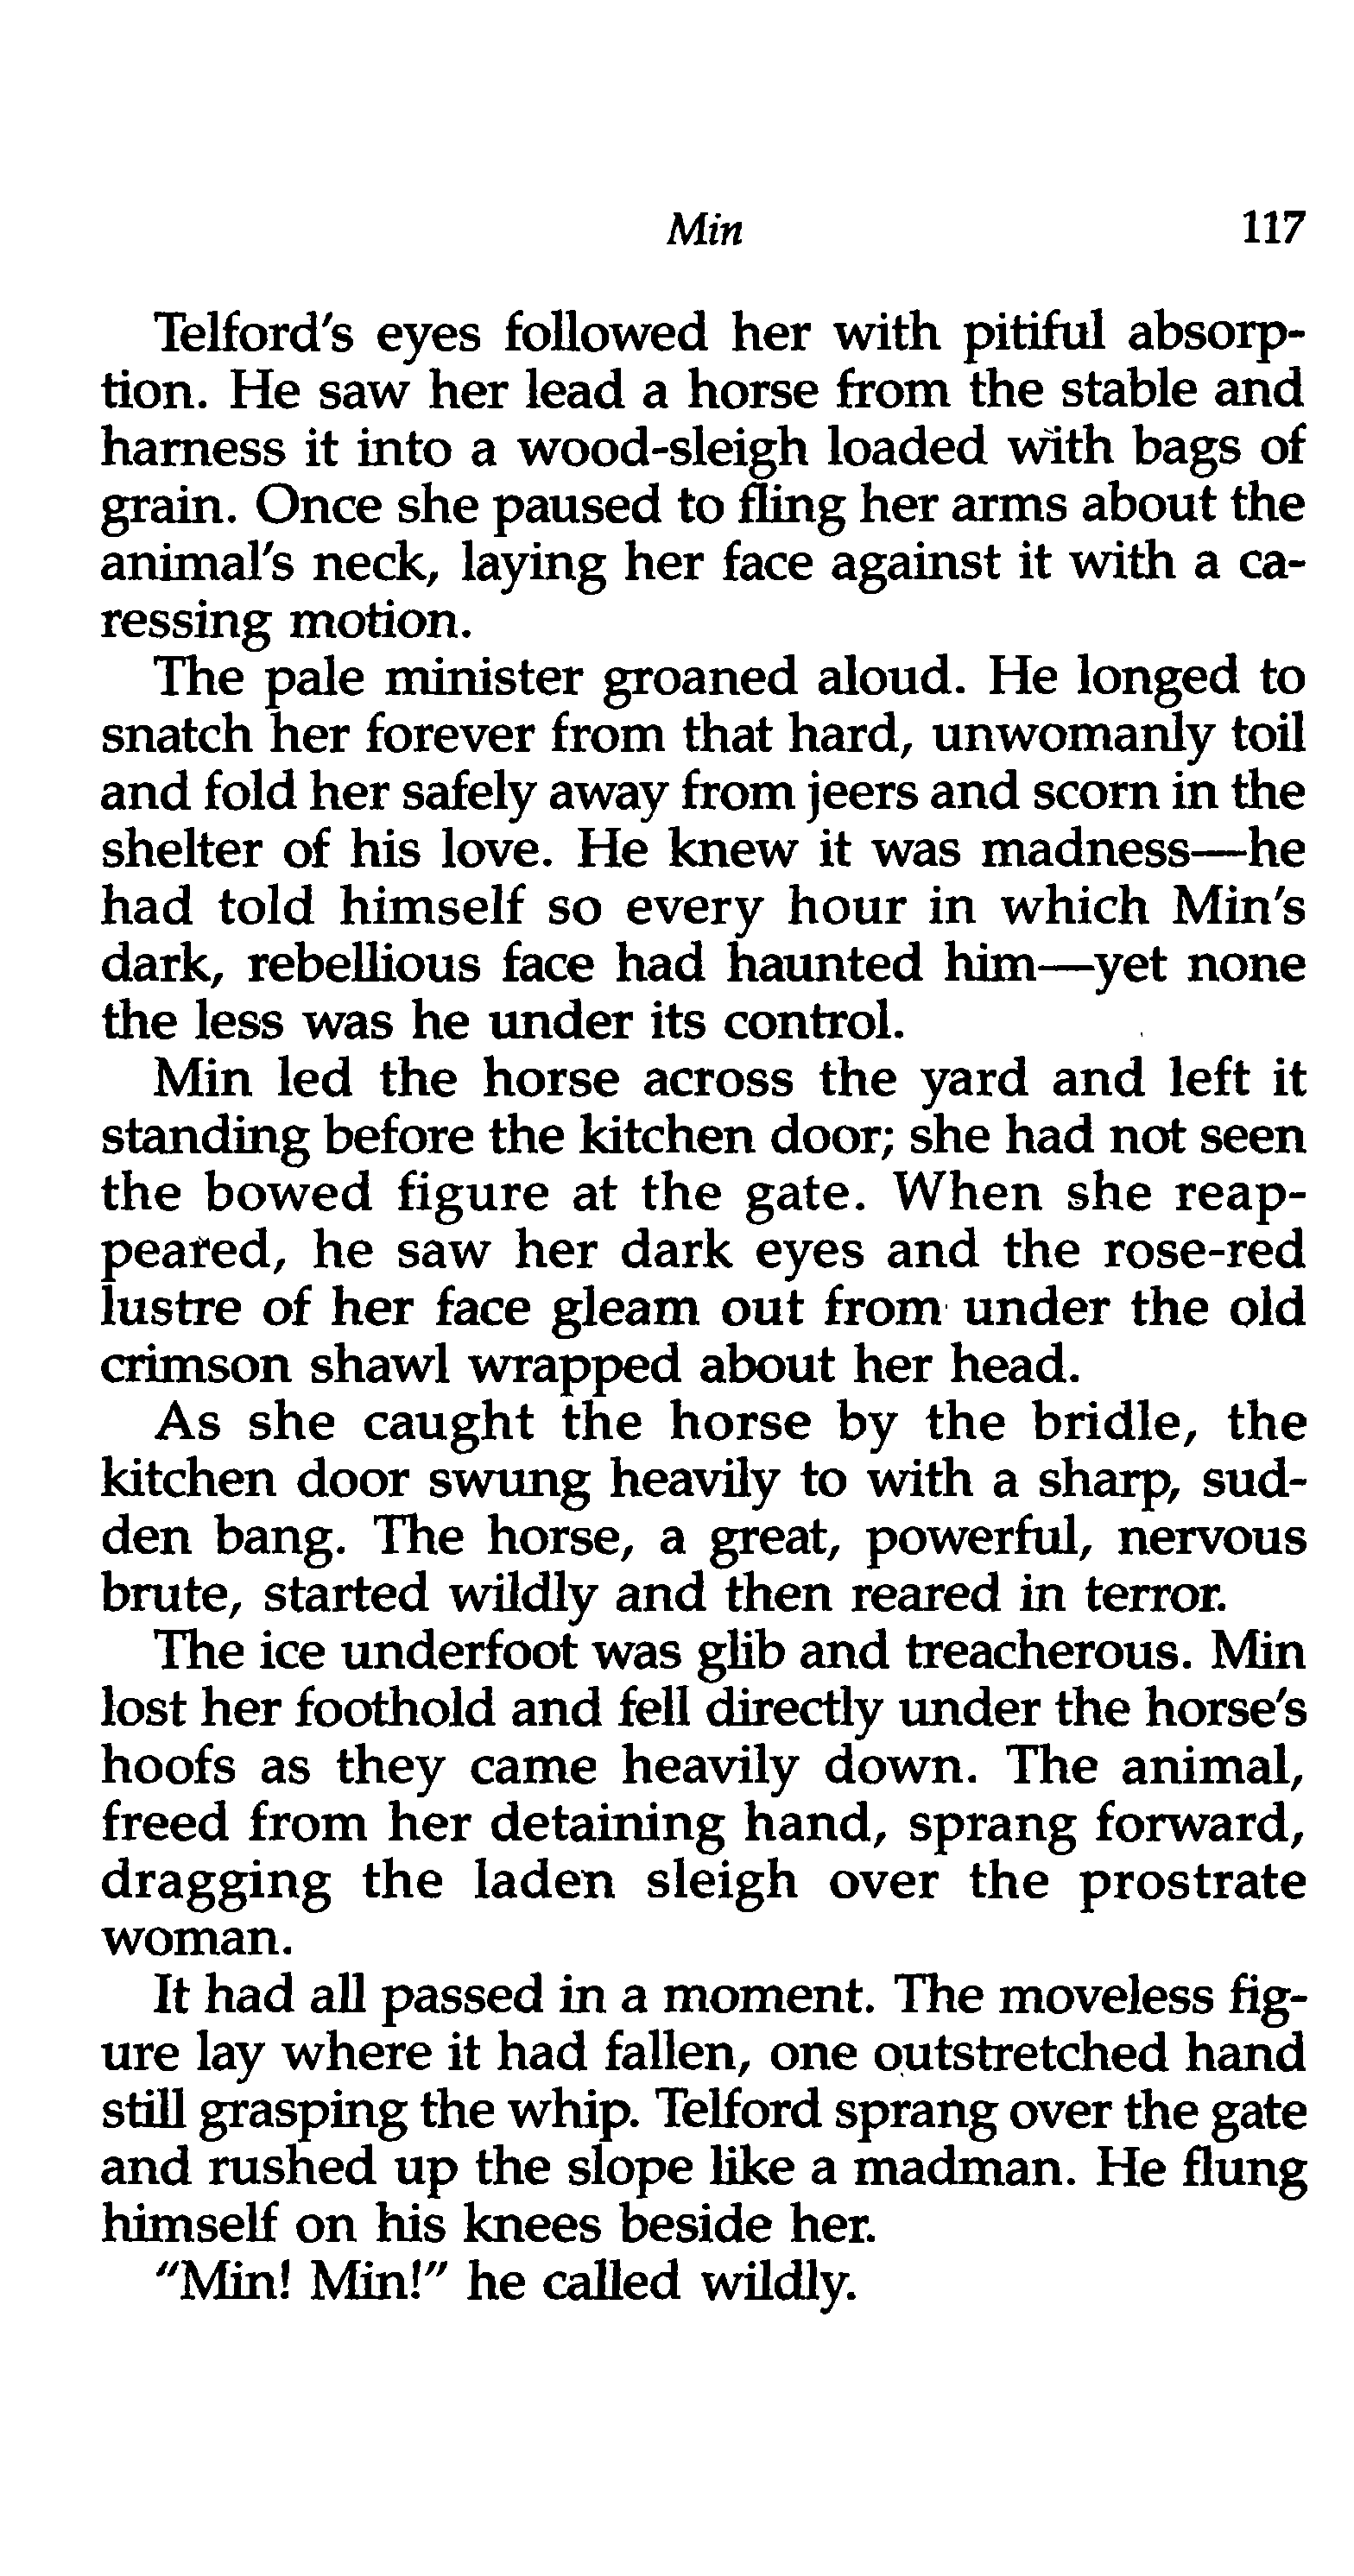 Min 117
Telford's eyes followed her with pitiful absorp-
tion. He saw her lead a horse from the stable and
harness it into a wood-sleigh loaded with bags of
grain. Once she paused to fling her arms about the
animal's neck, laying her face against it with a ca-
ressing motion.
The pale minister groaned aloud. He longed to
snatch her forever from that hard, unwomanly toil
and fold her safely away from jeers and scorn in the
shelter of his love. He knew it was madness—he
had told himself so every hour in which Min's
dark, rebellious face had haunted him—yet none
the less was he under its control.
Min led the horse across the yard and left it
standing before the kitchen door; she had not seen
the bowed figure at the gate. When she reap-
peared, he saw her dark eyes and the rose-red
lustre of her face gleam out from under the old
crimson shawl wrapped about her head.
As she caught the horse by the bridle, the
kitchen door swung heavily to with a sharp, sud-
den bang. The horse, a great, powerful, nervous
brute, started wildly and then reared in terror.
The ice underfoot was glib and treacherous. Min
lost her foothold and fell directly under the horse's
hoofs as they came heavily down. The animal,
freed from her detaining hand, sprang forward,
dragging the laden sleigh over the prostrate
woman.
It had all passed in a moment. The moveless fig-
ure lay where it had fallen, one outstretched hand
still grasping the whip. Telford sprang over the gate
and rushed up the slope like a madman. He flung
himself on his knees beside her.
"Min! Min!" he called wildly.